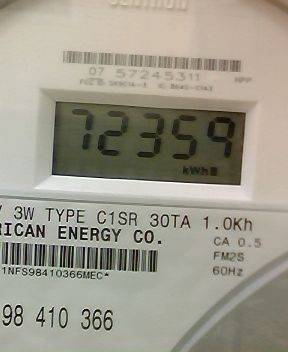 CENTRON
07 57245311
72359
kWh
V 3W TYPE C1SR 30TA 1.0Kh
RICAN ENERGY CO.
CA 0.5
FM2S
60Hz
1NFS98410366MEC*
98 410 366